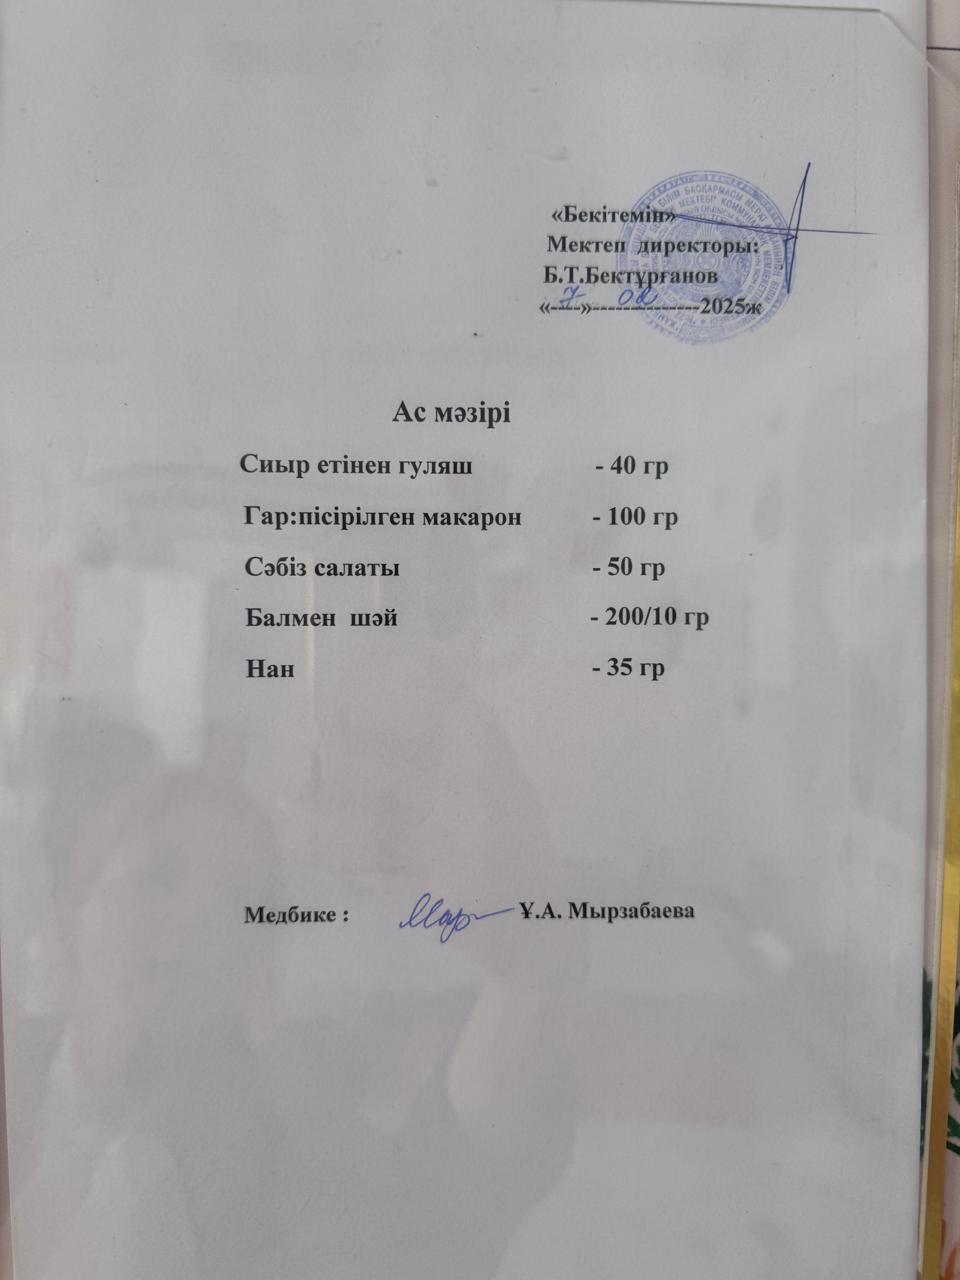 «Бекітемін»
Мектеп директоры:
Б.Т.Бектұрғанов
«--7--»-----02---------2025ж
Ас мәзірі
Сиыр етінен гуляш - 40 гр
Гар:пісірілген макарон - 100 гр
Сәбіз салаты - 50 гр
Балмен шәй - 200/10 гр
Нан - 35 гр
Медбике : Ұ.А. Мырзабаева